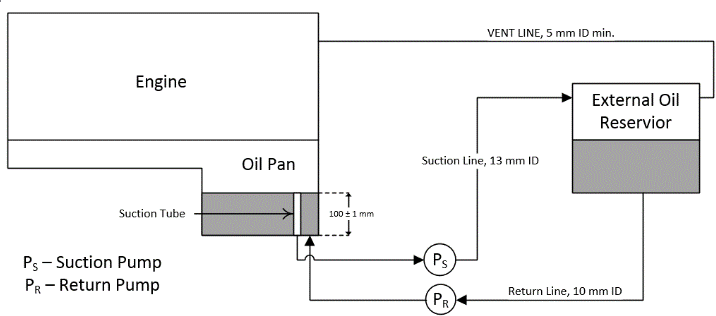 VENT LINE, 5 mm ID min.
Engine
External Oil
Reservior
Oil Pan
Suction Line, 13 mm ID
Suction Tube
100 ± 1 mm
PS – Suction Pump
PR – Return Pump
PS
PR
Return Line, 10 mm ID